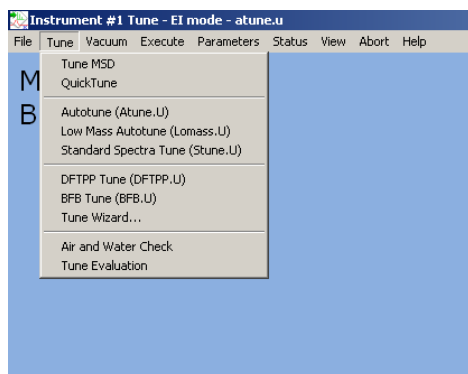 Instrument #1 Tune - EI mode - atune.u
File Tune Vacuum Execute Parameters Status View Abort Help
Tune MSD
QuickTune
Autotune (Atune.U)
Low Mass Autotune (Lomass.U)
Standard Spectra Tune (Stune.U)
DFTPP Tune (DFTPP.U)
BFB Tune (BFB.U)
Tune Wizard...
Air and Water Check
Tune Evaluation
M
B